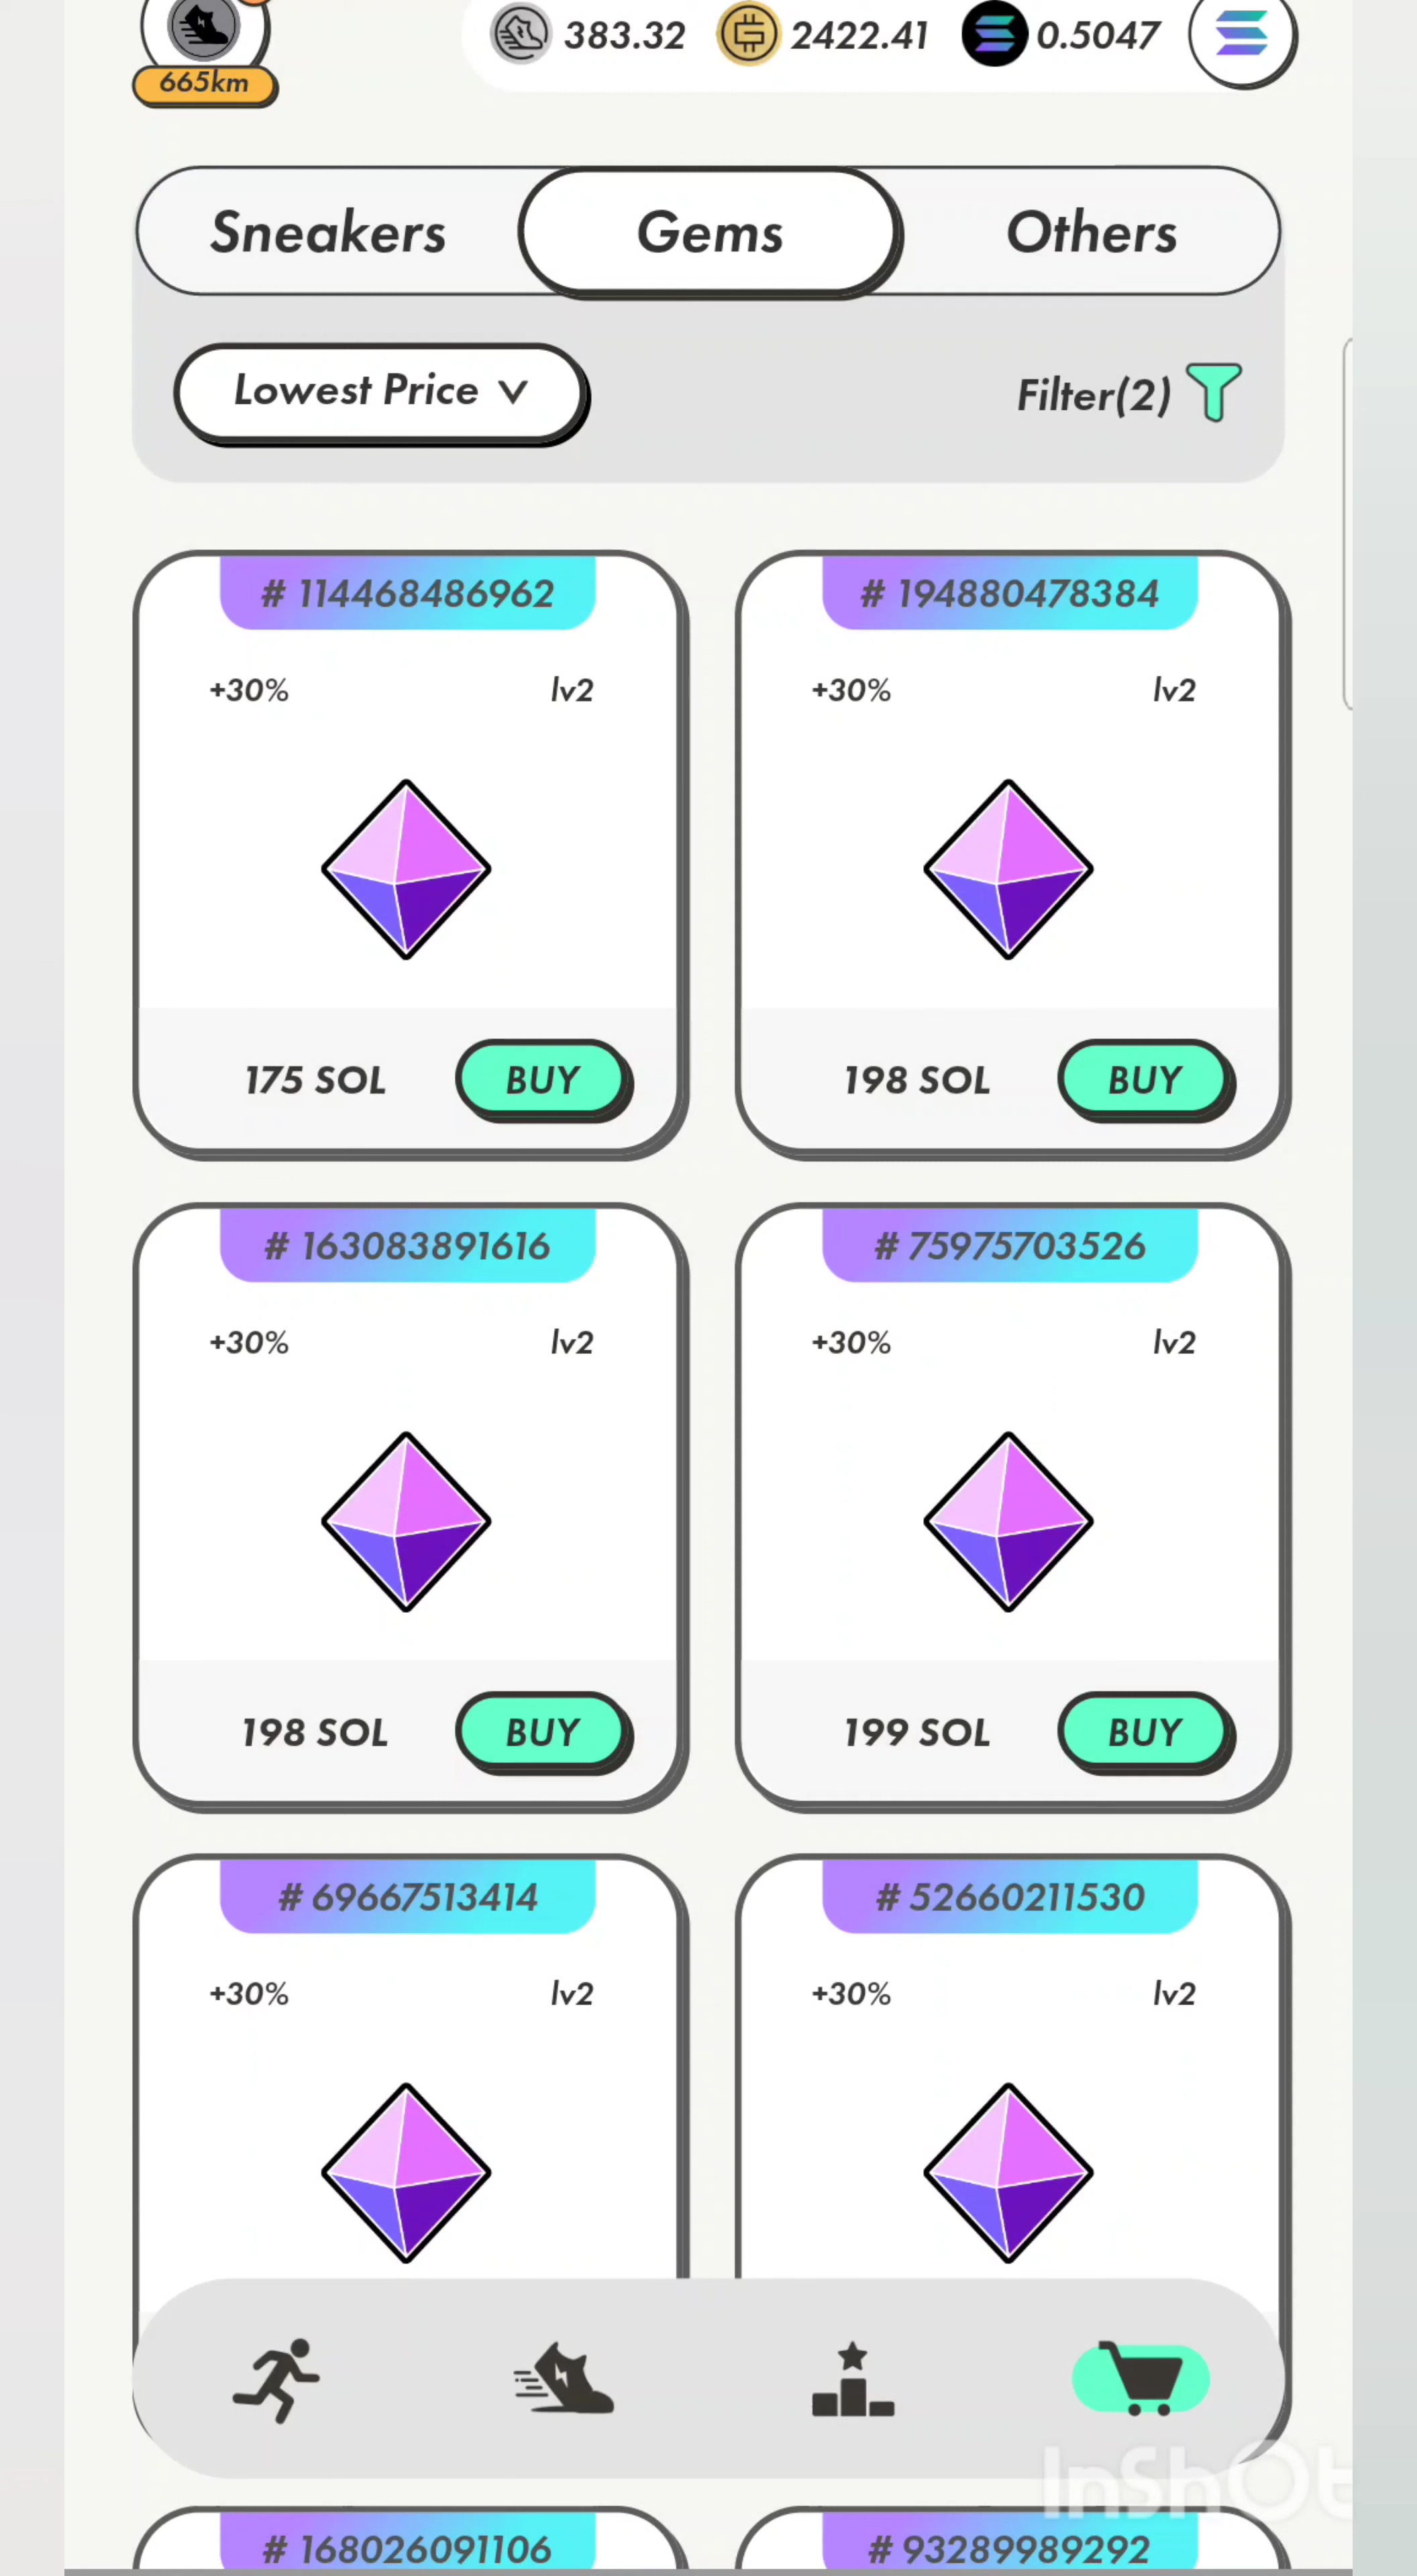 383.32 2422.41 0.5047
665km
Sneakers Gems Others
Lowest Price Filter(2)
# 114468486962 # 194880478384
+30% lv2 +30% lv2
175 SOL BUY 198 SOL BUY
# 163083891616 # 75975703526
+30% lv2 +30% lv2
198 SOL BUY 199 SOL BUY
# 69667513414 # 52660211530
+30% lv2 +30% lv2
InShOt
# 168026091106 # 93289989292